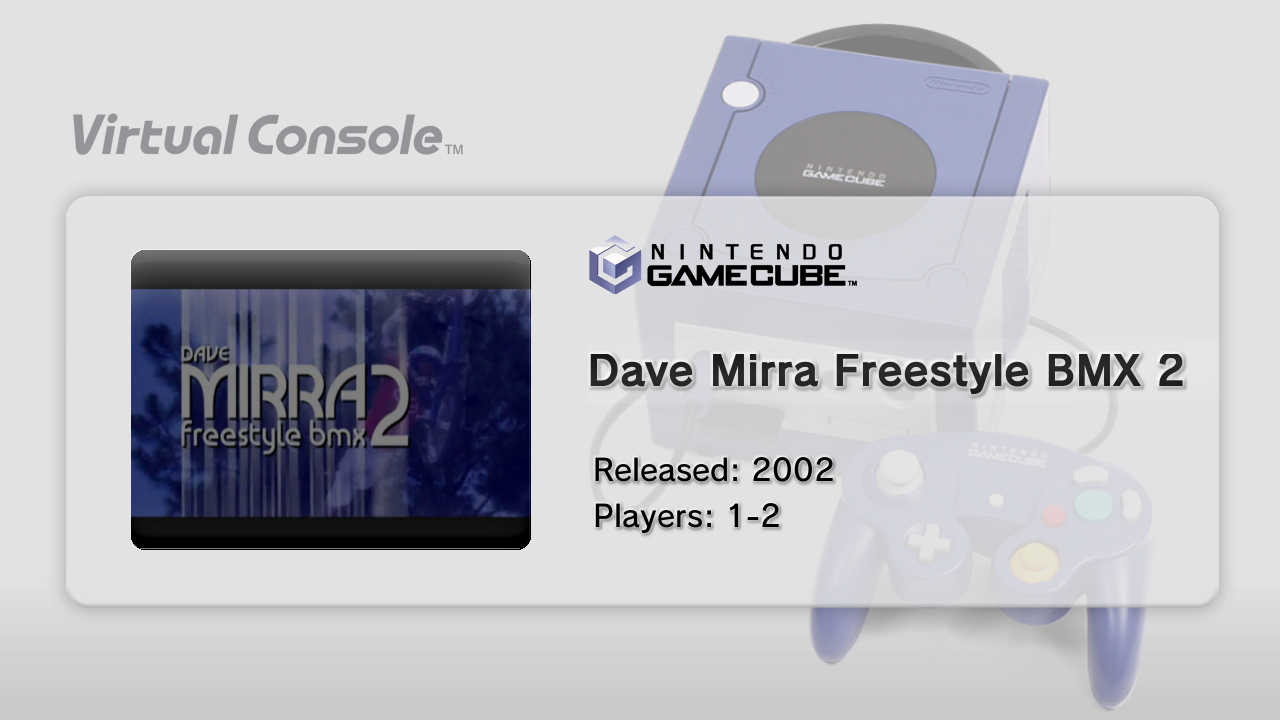 Nintendo
NINTENDO
GAMECUBE
Virtual Console™
NINTENDO
GAMECUBE™
DAVE
MIRRA 2
freestyle bmx
Dave Mirra Freestyle BMX 2
Released: 2002
Players: 1-2
NINTENDO
GAMECUBE